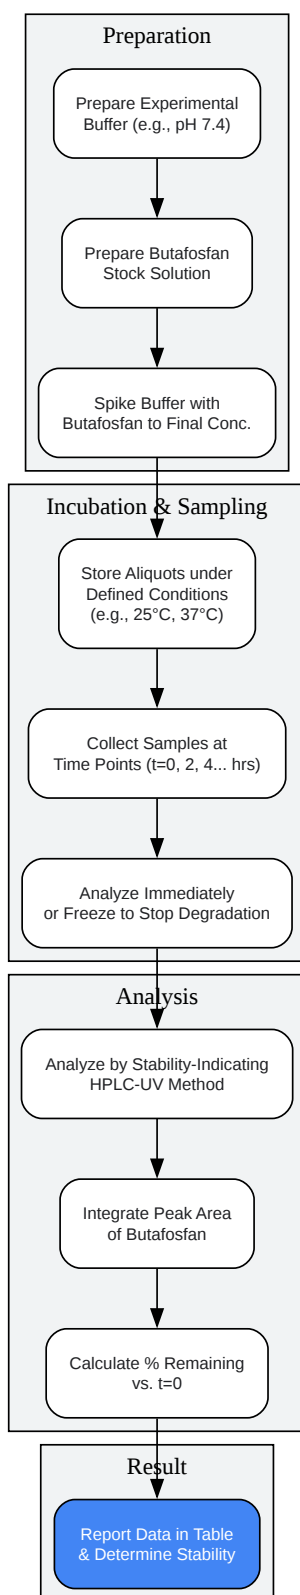 Preparation
Prepare Experimental
Buffer (e.g., pH 7.4)
Prepare Butafosfan
Stock Solution
Spike Buffer with
Butafosfan to Final Conc.
Incubation & Sampling
Store Aliquots under
Defined Conditions
(e.g., 25°C, 37°C)
Collect Samples at
Time Points (t=0, 2, 4... hrs)
Analyze Immediately
or Freeze to Stop Degradation
Analysis
Analyze by Stability-Indicating
HPLC-UV Method
Integrate Peak Area
of Butafosfan
Calculate % Remaining
vs. t=0
Result
Report Data in Table
& Determine Stability